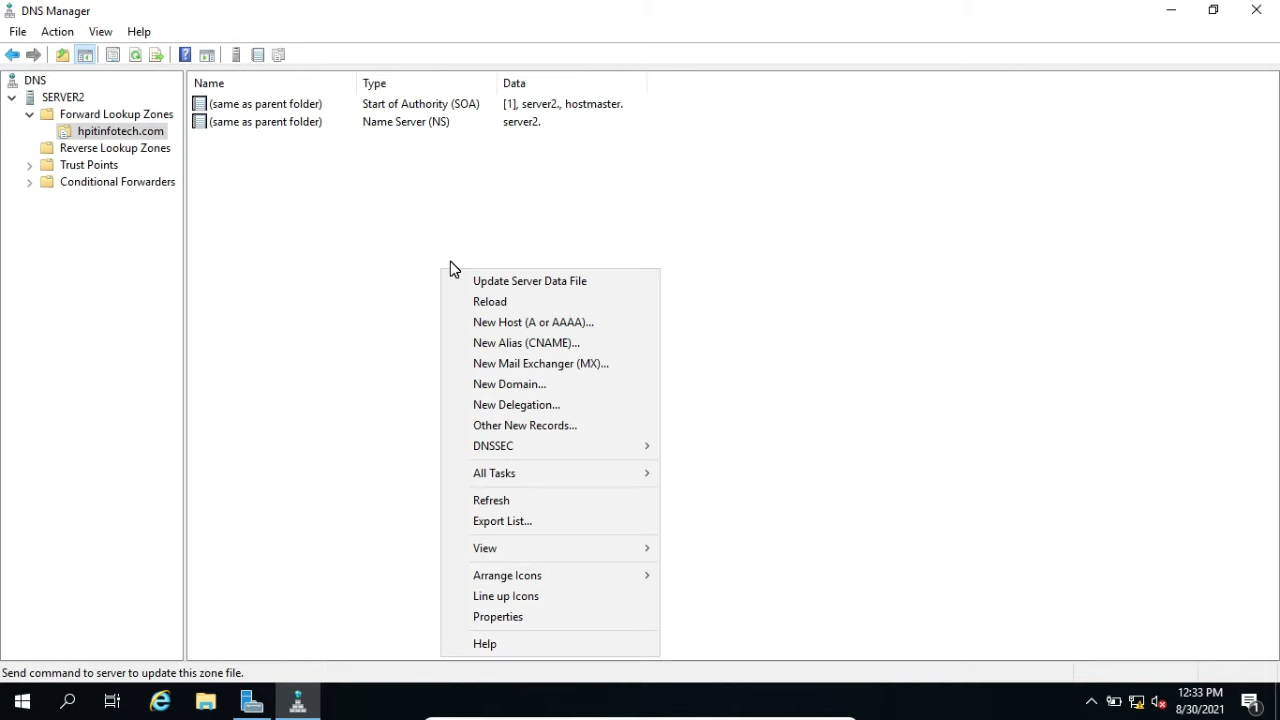 DNS Manager
File Action View Help
DNS
SERVER2
Forward Lookup Zones
hpitinfotech.com
Reverse Lookup Zones
Trust Points
Conditional Forwarders
Name Type Data
(same as parent folder) Start of Authority (SOA) [1], server2., hostmaster.
(same as parent folder) Name Server (NS) server2.
Update Server Data File
Reload
New Host (A or AAAA)...
New Alias (CNAME)...
New Mail Exchanger (MX)...
New Domain...
New Delegation...
Other New Records...
DNSSEC
All Tasks
Refresh
Export List...
View
Arrange Icons
Line up Icons
Properties
Help
Send command to server to update this zone file.
12:33 PM
8/30/2021
1